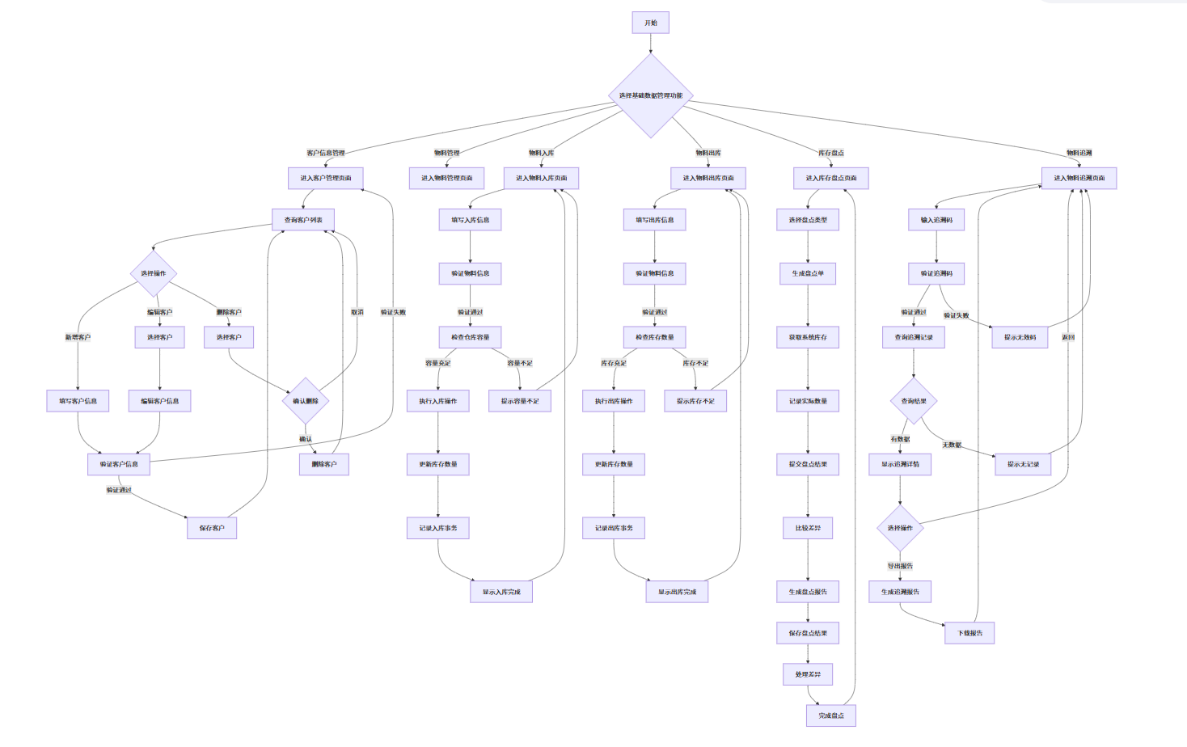 开始
选择基础数据管理功能
客户信息管理
物料管理
物料入库
物料出库
库存盘点
物料追溯
进入客户管理页面
进入物料管理页面
进入物料入库页面
进入物料出库页面
进入库存盘点页面
进入物料追溯页面
查询客户列表
填写入库信息
填写出库信息
选择盘点类型
输入追溯码
选择操作
验证物料信息
验证物料信息
生成盘点单
验证追溯码
新增客户
编辑客户
删除客户
取消
验证失败
验证通过
验证通过
验证通过
验证失败
选择客户
选择客户
检查仓库容量
检查库存数量
获取系统库存
查询追溯记录
提示无效码
返回
容量充足
容量不足
库存充足
库存不足
填写客户信息
编辑客户信息
确认删除
执行入库操作
提示容量不足
执行出库操作
提示库存不足
记录实际数量
查询结果
确认
有数据
无数据
验证客户信息
删除客户
更新库存数量
更新库存数量
提交盘点结果
显示追溯详情
提示无记录
验证通过
保存客户
记录入库事务
记录出库事务
比较差异
选择操作
导出报告
显示入库完成
显示出库完成
生成盘点报告
生成追溯报告
保存盘点结果
下载报告
处理差异
完成盘点